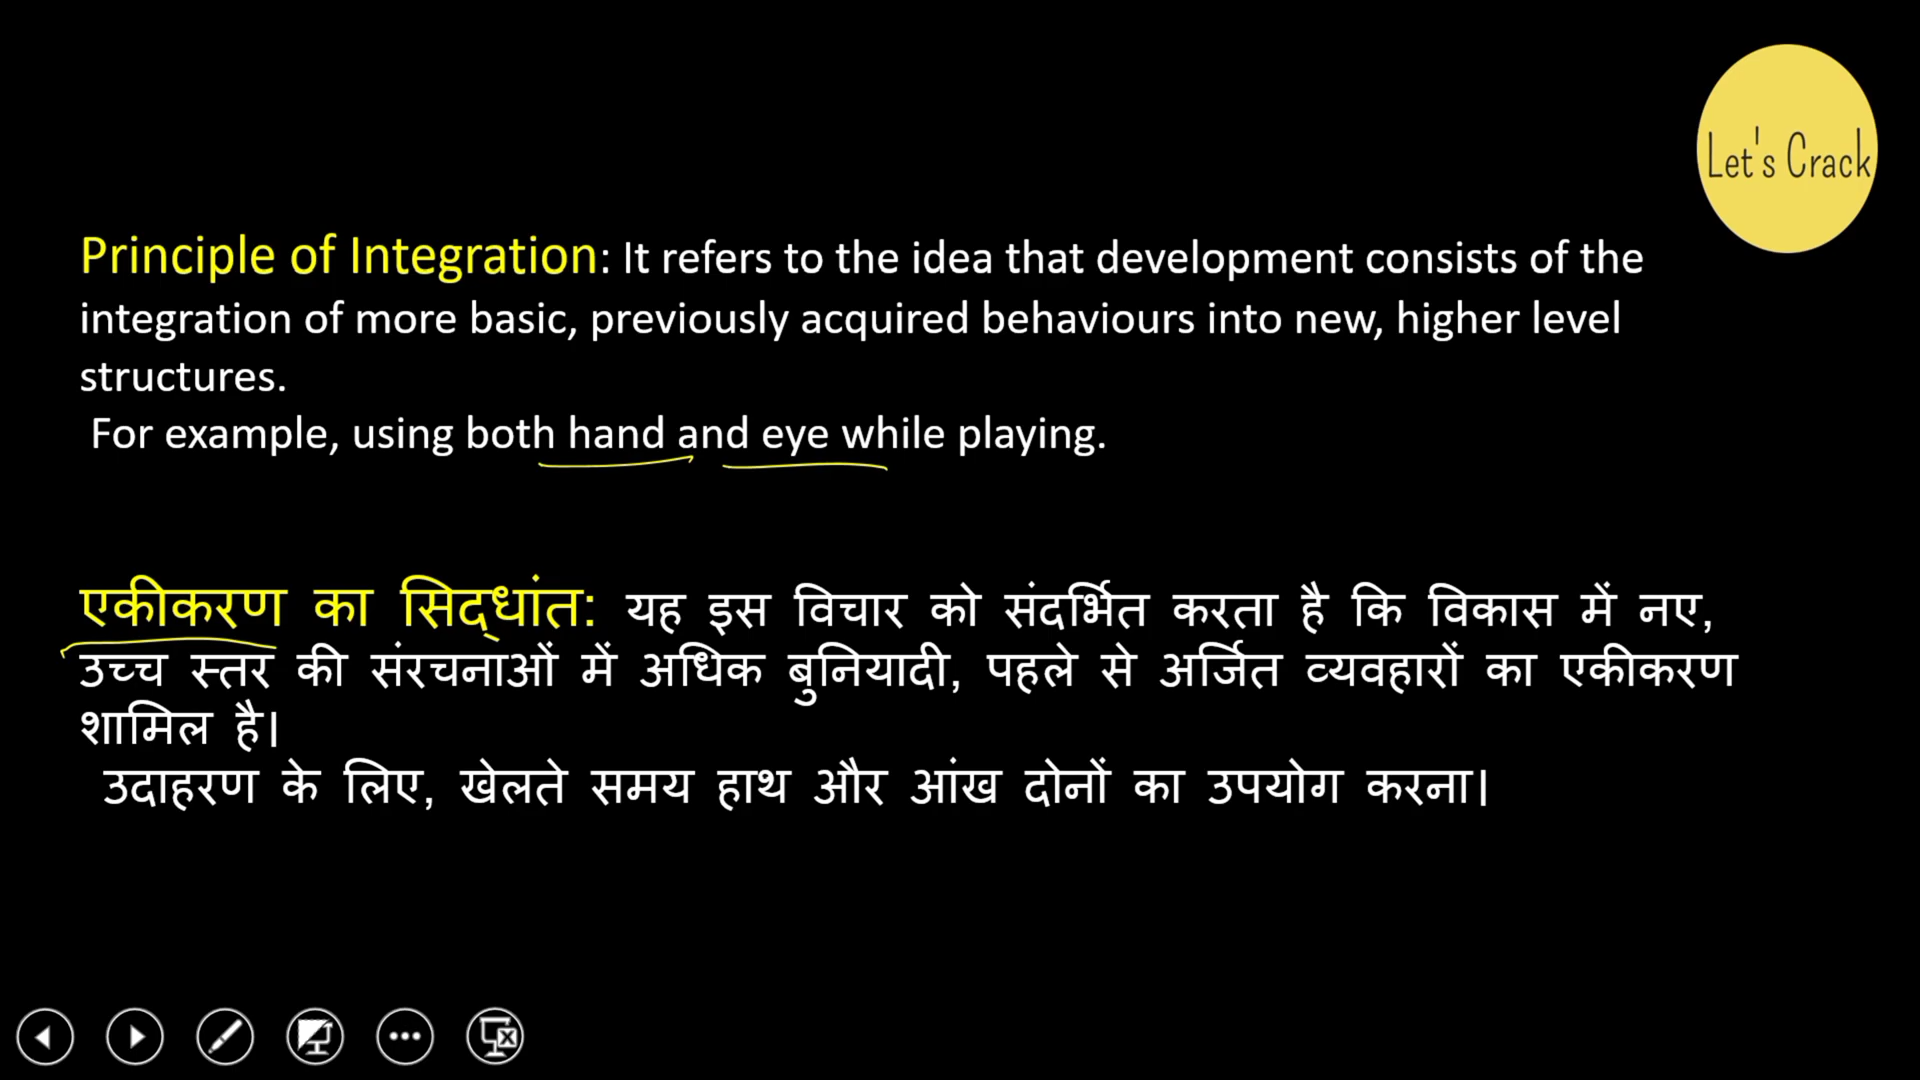 Let's Crack
Principle of Integration: It refers to the idea that development consists of the
integration of more basic, previously acquired behaviours into new, higher level
structures.
For example, using both hand and eye while playing.
एकीकरण का सिद्धांत: यह इस विचार को संदर्भित करता है कि विकास में नए,
उच्च स्तर की संरचनाओं में अधिक बुनियादी, पहले से अर्जित व्यवहारों का एकीकरण
शामिल है।
उदाहरण के लिए, खेलते समय हाथ और आंख दोनों का उपयोग करना।